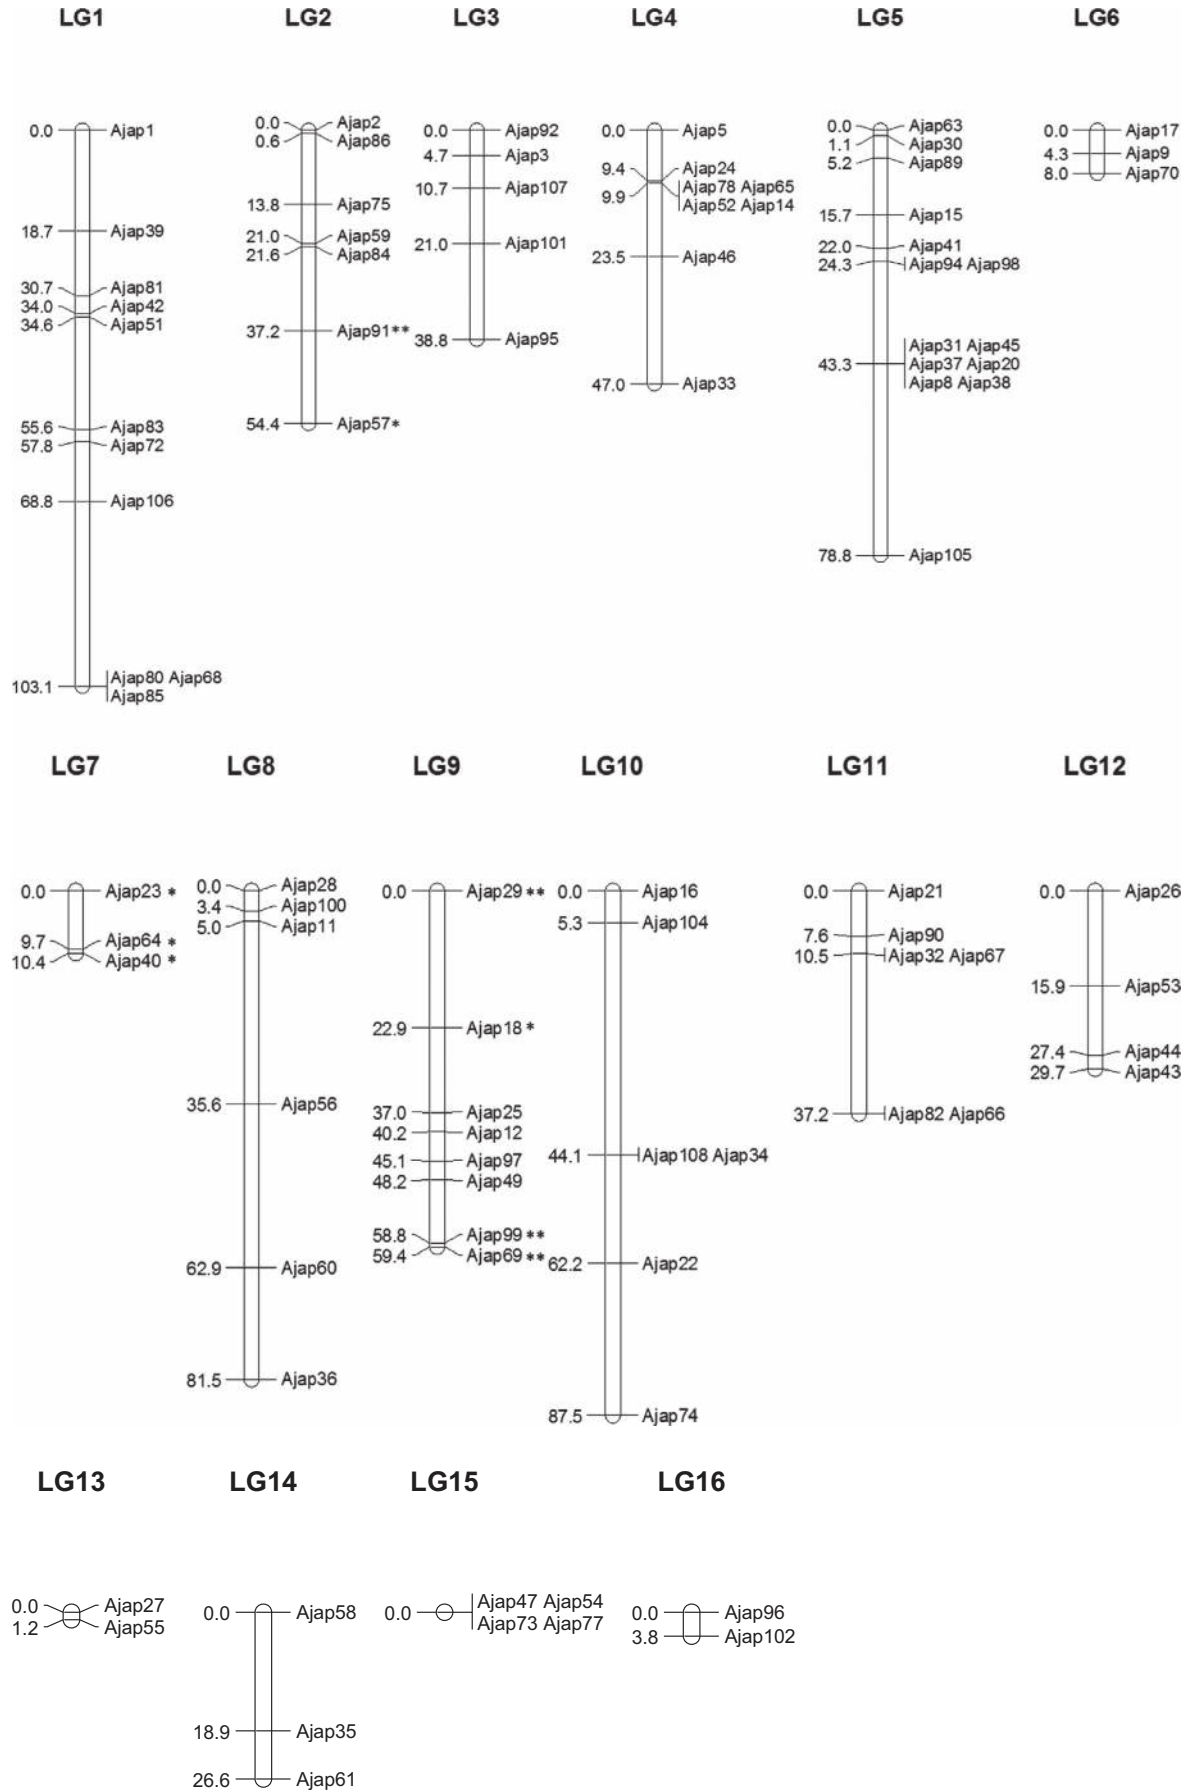 LG1 LG2 LG3 LG4 LG5 LG6
0.0 Ajap1
18.7 Ajap39
30.7 Ajap81
34.0 Ajap42
34.6 Ajap51
55.6 Ajap83
57.8 Ajap72
68.8 Ajap106
103.1 Ajap80 Ajap68
Ajap85
0.0 Ajap2
0.6 Ajap86
13.8 Ajap75
21.0 Ajap59
21.6 Ajap84
37.2 Ajap91**
54.4 Ajap57*
0.0 Ajap92
4.7 Ajap3
10.7 Ajap107
21.0 Ajap101
38.8 Ajap95
0.0 Ajap5
9.4 Ajap24
9.9 Ajap78 Ajap65
Ajap52 Ajap14
23.5 Ajap46
47.0 Ajap33
0.0 Ajap63
1.1 Ajap30
5.2 Ajap89
15.7 Ajap15
22.0 Ajap41
24.3 Ajap94 Ajap98
Ajap31 Ajap45
43.3 Ajap37 Ajap20
Ajap8 Ajap38
78.8 Ajap105
0.0 Ajap17
4.3 Ajap9
8.0 Ajap70
LG7 LG8 LG9 LG10 LG11 LG12
0.0 Ajap23 *
9.7 Ajap64 *
10.4 Ajap40 *
0.0 Ajap28
3.4 Ajap100
5.0 Ajap11
35.6 Ajap56
62.9 Ajap60
81.5 Ajap36
0.0 Ajap29 **
22.9 Ajap18 *
37.0 Ajap25
40.2 Ajap12
45.1 Ajap97
48.2 Ajap49
58.8 Ajap99 **
59.4 Ajap69 **
0.0 Ajap16
5.3 Ajap104
44.1 Ajap108 Ajap34
62.2 Ajap22
87.5 Ajap74
0.0 Ajap21
7.6 Ajap90
10.5 Ajap32 Ajap67
37.2 Ajap82 Ajap66
0.0 Ajap26
15.9 Ajap53
27.4 Ajap44
29.7 Ajap43
LG13 LG14 LG15 LG16
0.0 Ajap27
1.2 Ajap55
0.0 Ajap58
18.9 Ajap35
26.6 Ajap61
0.0 Ajap47 Ajap54
Ajap73 Ajap77
0.0 Ajap96
3.8 Ajap102